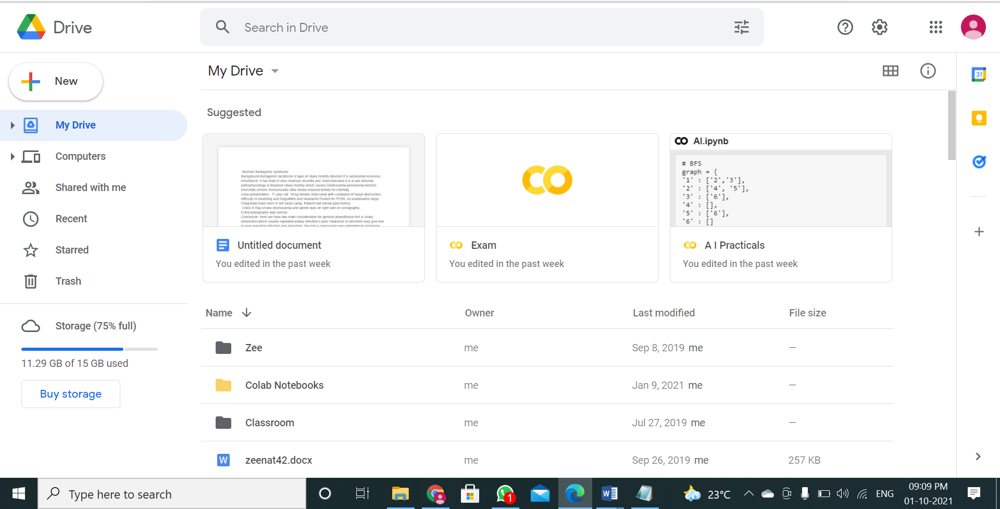 Drive
Search in Drive
New
My Drive
Computers
Shared with me
Recent
Starred
Trash
Storage (75% full)
11.29 GB of 15 GB used
Buy storage
My Drive
31
Suggested
Abstract Kartagener syndrome
Background Kartagener syndrome is type of ciliary motility disorder it is autosomal recessive
inheritance. it has triad of situs inversus sinusitis and bronchiectasis it is a rare disorder,
pathophysiology is impaired ciliary motility which causes Dextrocardia pneumonia bronchi
bronchitis chronic rhinosinusitis otitis media reduced fertility for infertility
Case presentation: 11 year old 18 kg female child came with complaint of Nasal obstruction
difficulty in breathing and Deglutition And headache Posted for FESS, on examination large
Polypoidal mass seen in left nasal cavity. Patient had similar past history.
Chest X Ray shows dextrocardia and spleen was on right side on sonography.
Echocardiography was normal
Conclusion. Here we have two main consideration for general anaesthesia first is ciliary
disfunction which causes repeated airway infection n poor clearance of secretion may give rise
to post operative infection and aspiration. Second is large nasal poly extending to
Untitled document
You edited in the past week
Exam
You edited in the past week
AI.ipynb
# BFS
graph = {
'1' : ['2','3'],
'2' : ['4', '5'],
'3' : ['6'],
'4' : [],
'5' : ['6'],
'6' : []
A I Practicals
You edited in the past week
Name Owner Last modified File size
Zee me Sep 8, 2019 me —
Colab Notebooks me Jan 9, 2021 me —
Classroom me Jul 27, 2019 me —
W zeenat42.docx me Sep 26, 2019 me 257 KB
Type here to search
1
W
23°C
ENG
09:09 PM
01-10-2021